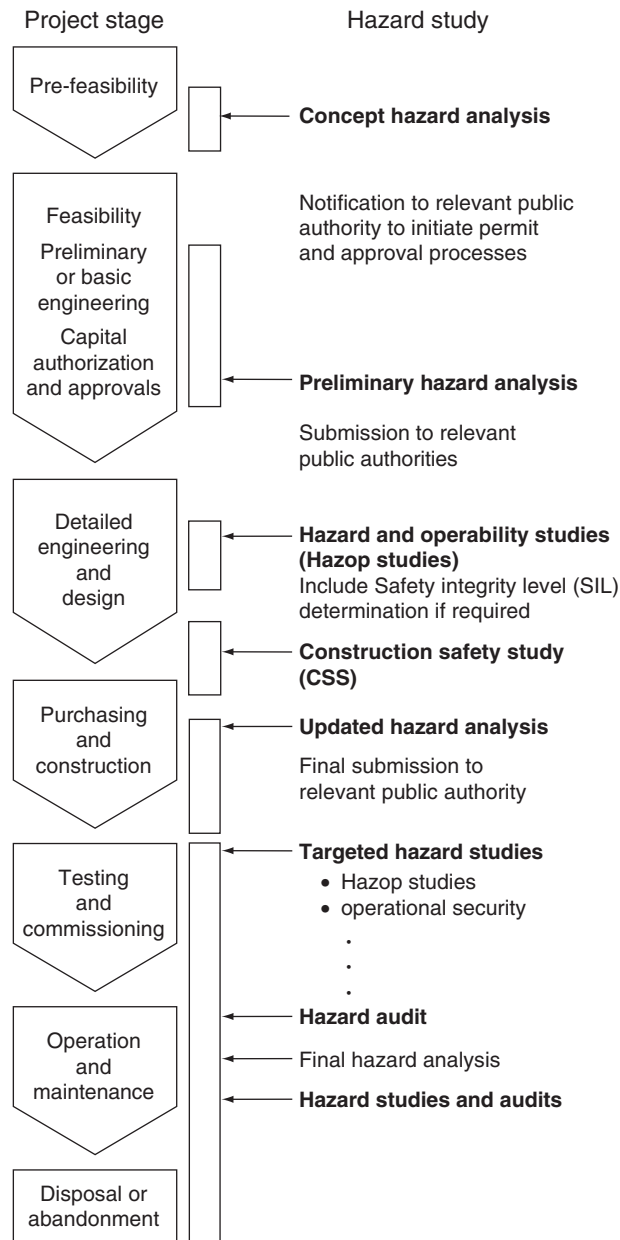 Project stage
Hazard study
Pre-feasibility
Concept hazard analysis
Feasibility
Preliminary
or basic
engineering
Capital
authorization
and approvals
Notification to relevant public
authority to initiate permit
and approval processes
Preliminary hazard analysis
Submission to relevant
public authorities
Detailed
engineering
and
design
Hazard and operability studies
(Hazop studies)
Include Safety integrity level (SIL)
determination if required
Construction safety study
(CSS)
Purchasing
and
construction
Updated hazard analysis
Final submission to
relevant public authority
Testing
and
commissioning
Targeted hazard studies
• Hazop studies
• operational security
.
.
.
Operation
and
maintenance
Hazard audit
Final hazard analysis
Hazard studies and audits
Disposal or
abandonment